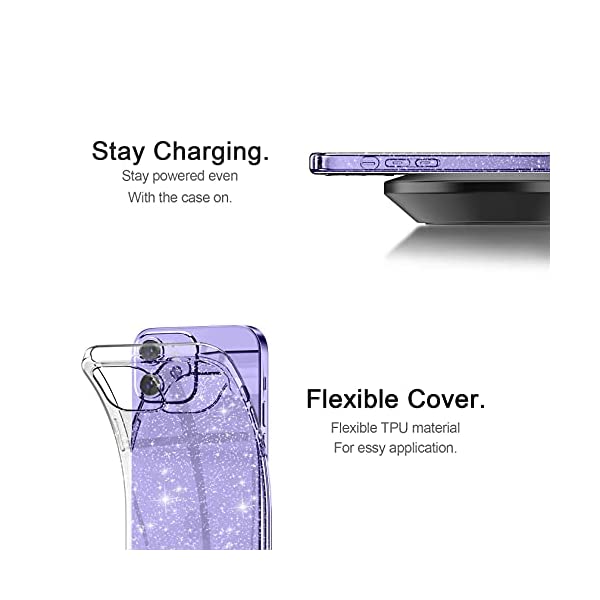 Stay Charging.
Stay powered even
With the case on.
Flexible Cover.
Flexible TPU material
For essy application.